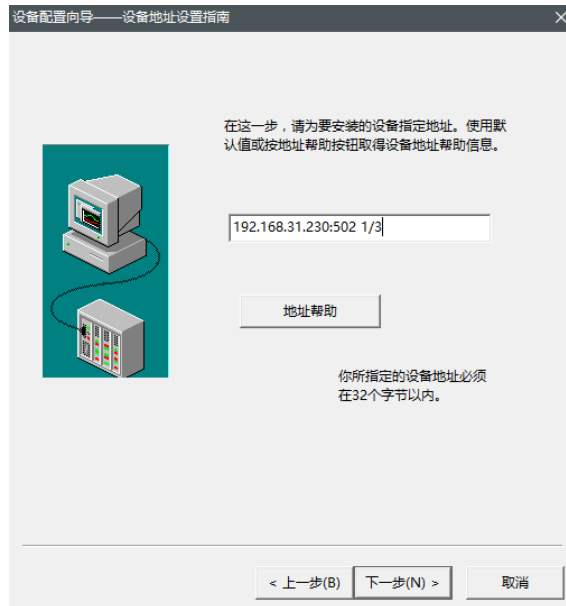 设备配置向导——设备地址设置指南
在这一步，请为要安装的设备指定地址。使用默
认值或按地址帮助按钮取得设备地址帮助信息。
192.168.31.230:502 1/3
地址帮助
你所指定的设备地址必须
在32个字节以内。
< 上一步(B) 下一步(N) > 取消